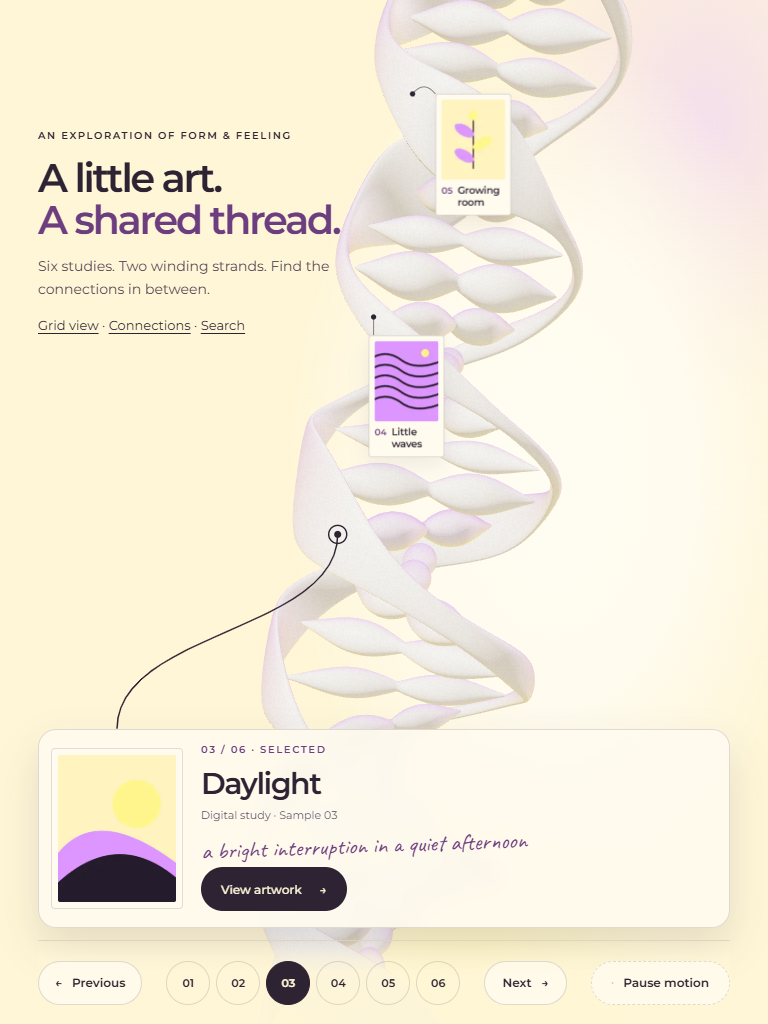 AN EXPLORATION OF FORM & FEELING
A little art.
A shared thread.
Six studies. Two winding strands. Find the
connections in between.
Grid view · Connections · Search
05 Growing
room
04 Little
waves
03 / 06 · SELECTED
Daylight
Digital study · Sample 03
a bright interruption in a quiet afternoon
View artwork →
← Previous
01
02
03
04
05
06
Next →
Pause motion